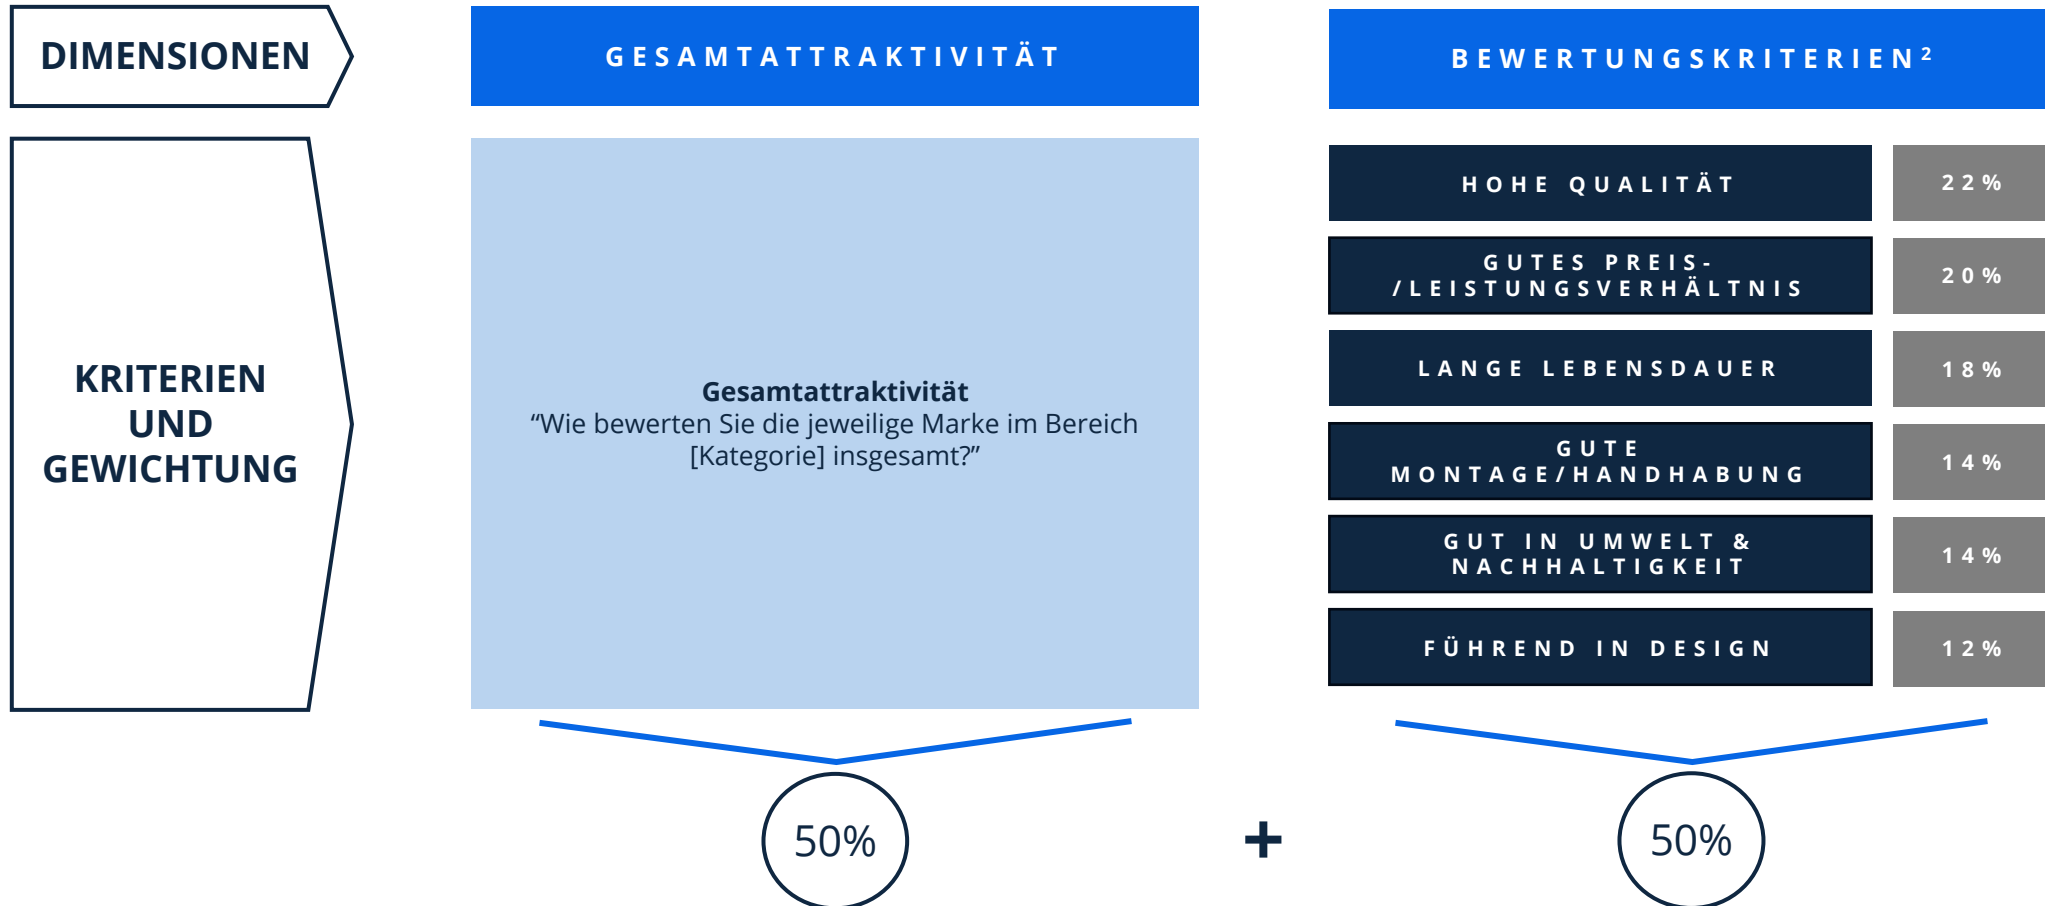 DIMENSIONEN
GESAMTATTRAKTIVITÄT
BEWERTUNGSKRITERIEN²
KRITERIEN
UND
GEWICHTUNG
Gesamtattraktivität
“Wie bewerten Sie die jeweilige Marke im Bereich
[Kategorie] insgesamt?”
HOHE QUALITÄT
22%
GUTES PREIS-
/LEISTUNGSVERHÄLTNIS
20%
LANGE LEBENSDAUER
18%
GUTE
MONTAGE/HANDHABUNG
14%
GUT IN UMWELT &
NACHHALTIGKEIT
14%
FÜHREND IN DESIGN
12%
50%
+
50%